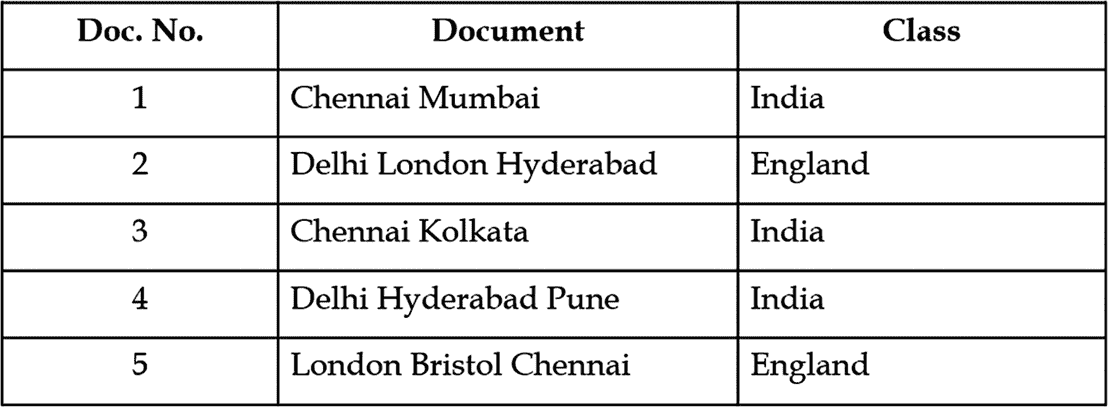 Doc. No. Document Class
1 Chennai Mumbai India
2 Delhi London Hyderabad England
3 Chennai Kolkata India
4 Delhi Hyderabad Pune India
5 London Bristol Chennai England